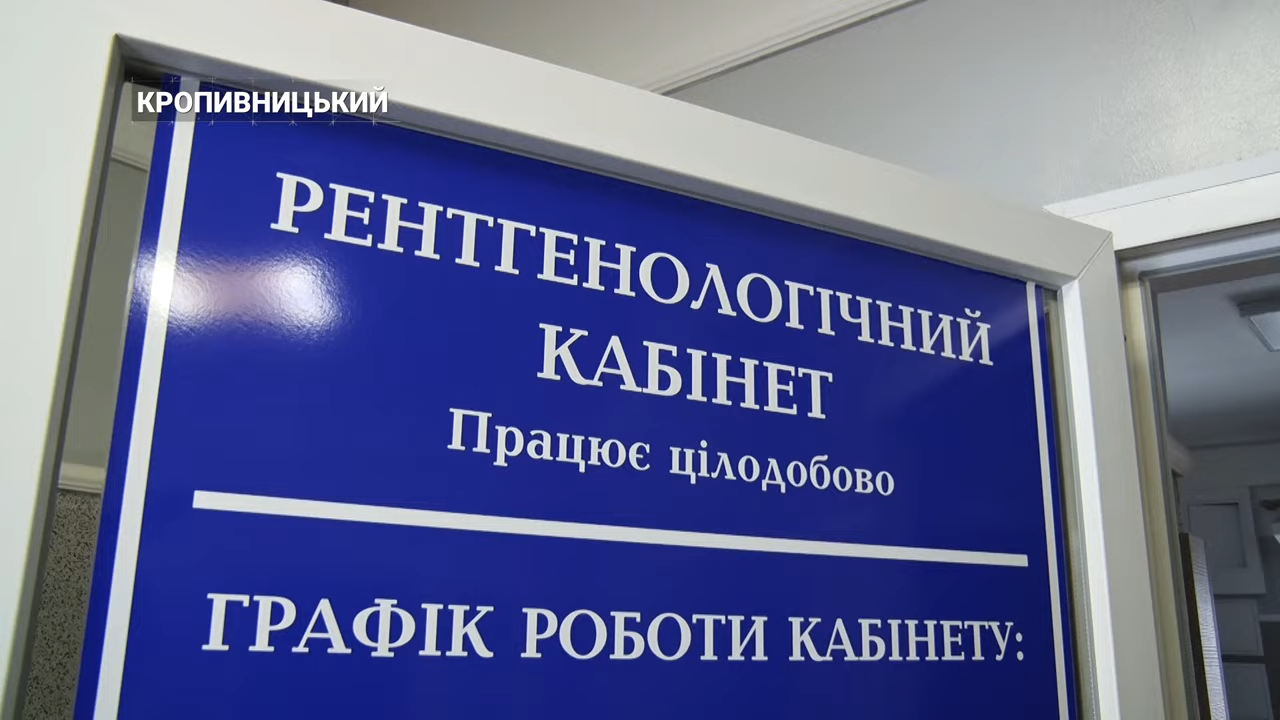 КРОПИВНИЦЬКИЙ
РЕНТГЕНОЛОГІЧНИЙ
КАБІНЕТ
Працює цілодобово
ГРАФІК РОБОТИ КАБІНЕТУ: